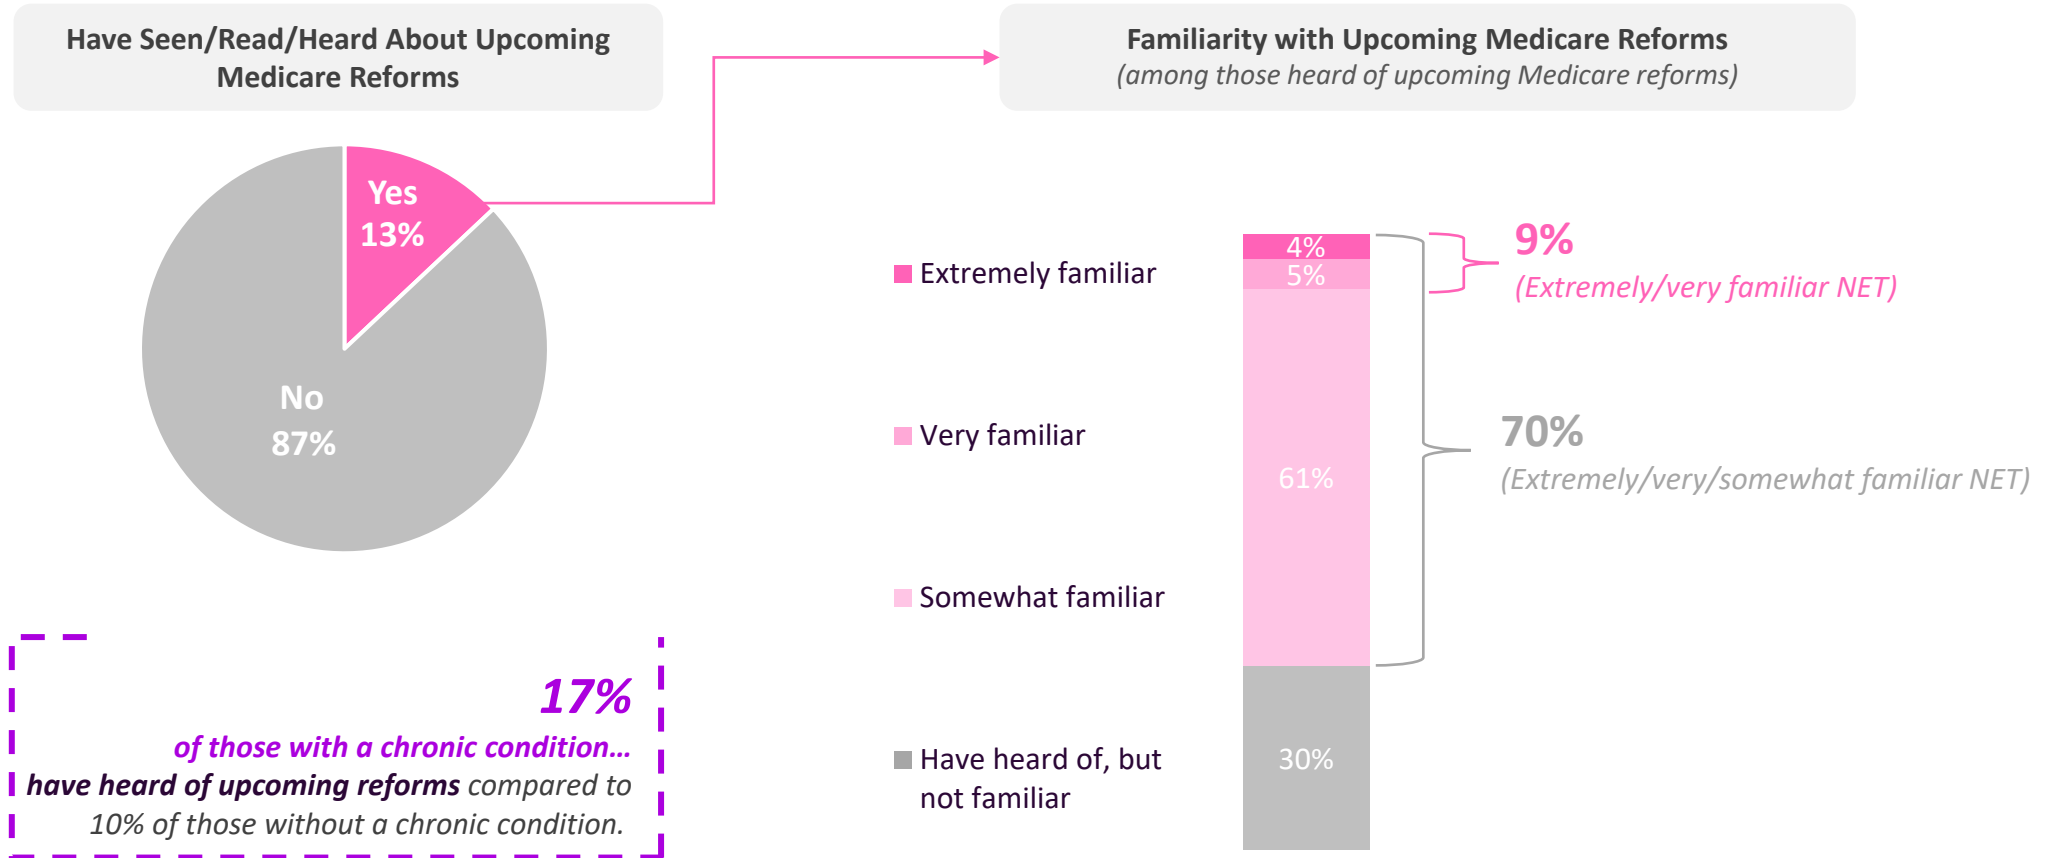 Have Seen/Read/Heard About Upcoming
Medicare Reforms
Yes
13%
No
87%
17%
of those with a chronic condition…
have heard of upcoming reforms compared to
10% of those without a chronic condition.
Familiarity with Upcoming Medicare Reforms
(among those heard of upcoming Medicare reforms)
Extremely familiar
Very familiar
Somewhat familiar
Have heard of, but
not familiar
4%
5%
61%
30%
9%
(Extremely/very familiar NET)
70%
(Extremely/very/somewhat familiar NET)